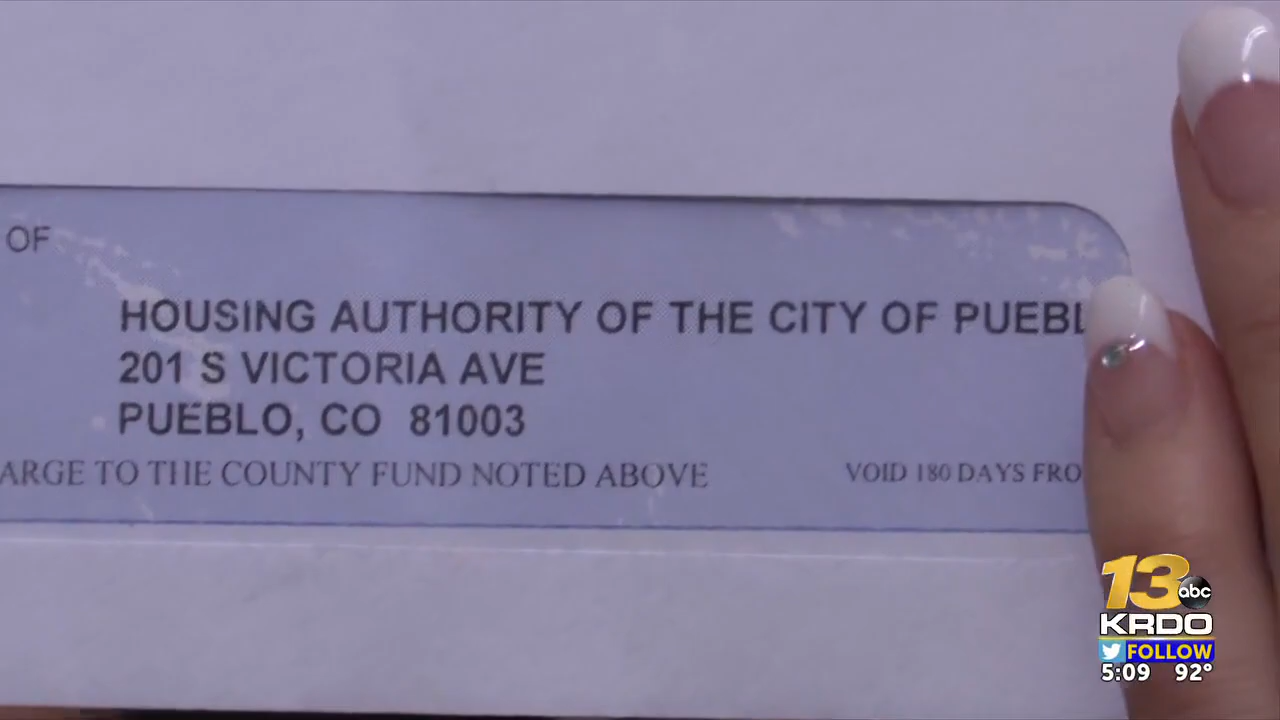 OF
HOUSING AUTHORITY OF THE CITY OF PUEBL
201 S VICTORIA AVE
PUEBLO, CO 81003
ARGE TO THE COUNTY FUND NOTED ABOVE
VOID 180 DAYS FRO
13
abc
KRDO
FOLLOW
5:09 92°